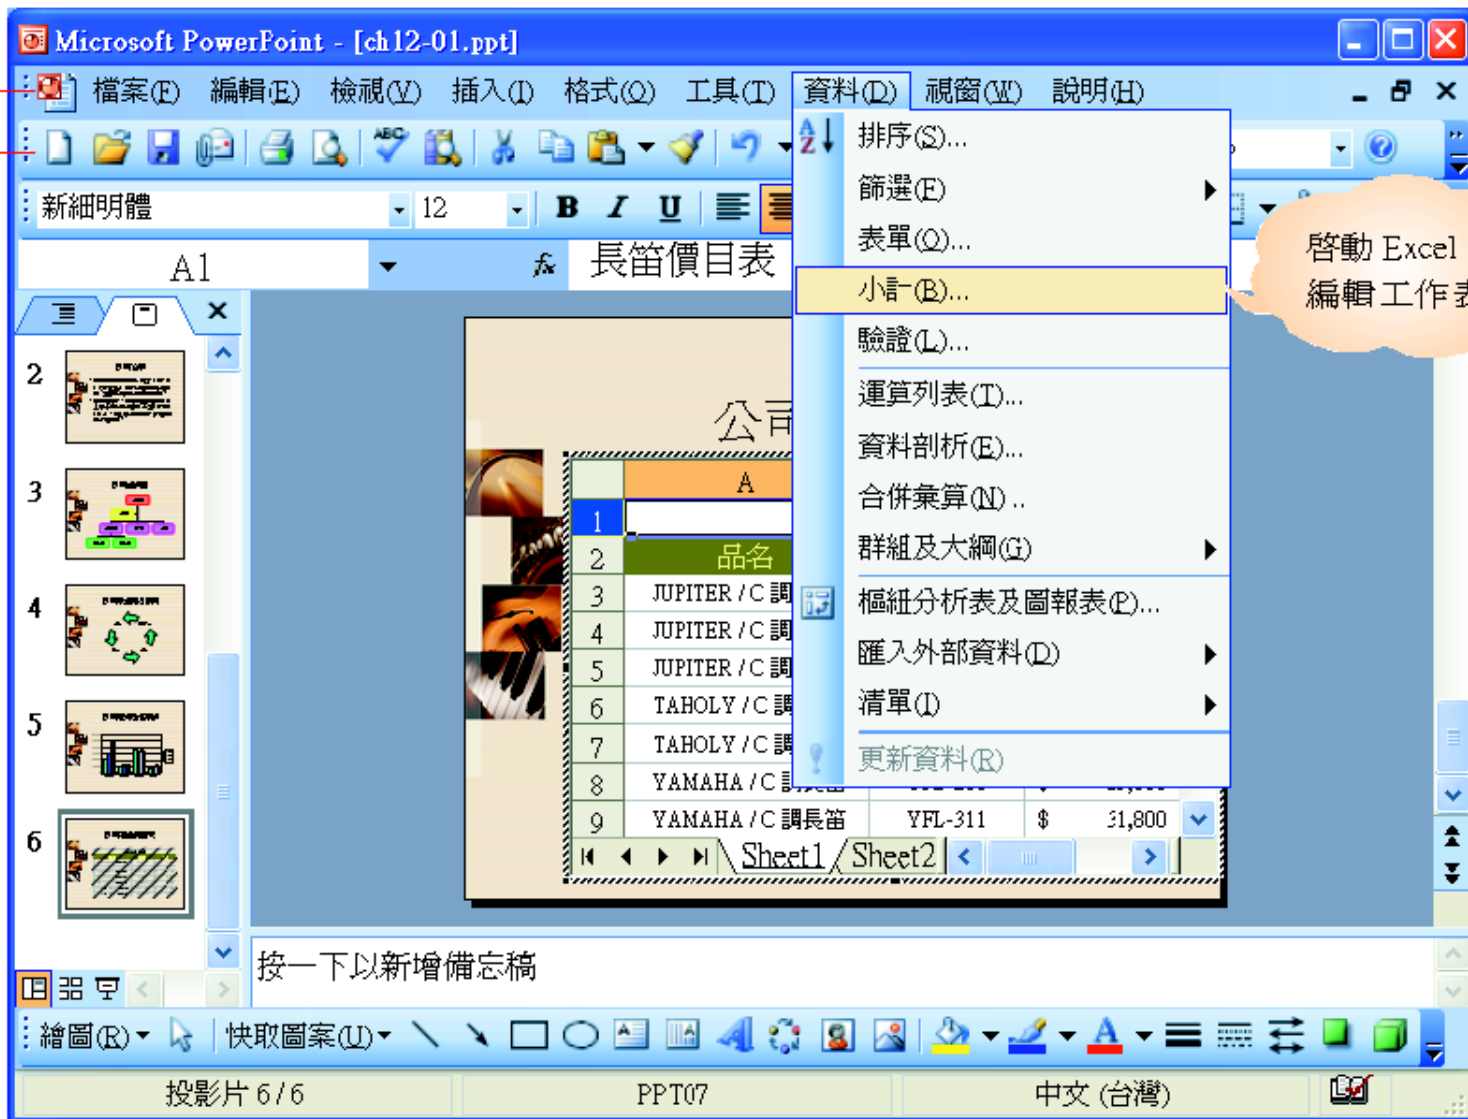 Microsoft PowerPoint - [ch12-01.ppt]
檔案(F) 編輯(E) 檢視(V) 插入(I) 格式(O) 工具(T) 資料(D) 視窗(W) 說明(H)
新細明體 12 B I U
A1 fx 長笛價目表
排序(S)...
篩選(F)
表單(O)...
小計(B)...
驗證(L)...
運算列表(T)...
資料剖析(E)...
合併彙算(N)..
群組及大綱(G)
樞紐分析表及圖報表(P)...
匯入外部資料(D)
清單(I)
更新資料(R)
啓動 Excel
編輯工作表
2
3
4
5
6
公司
A
1
2 品名
3 JUPITER / C 調
4 JUPITER / C 調
5 JUPITER / C 調
6 TAHOLY / C 調
7 TAHOLY / C 調
8 YAMAHA / C
9 YAMAHA / C 調長笛 YFL-311 $ 31,800
Sheet1 Sheet2
按一下以新增備忘稿
繪圖(R) 快取圖案(U)
投影片 6 / 6 PPT07 中文 (台灣)